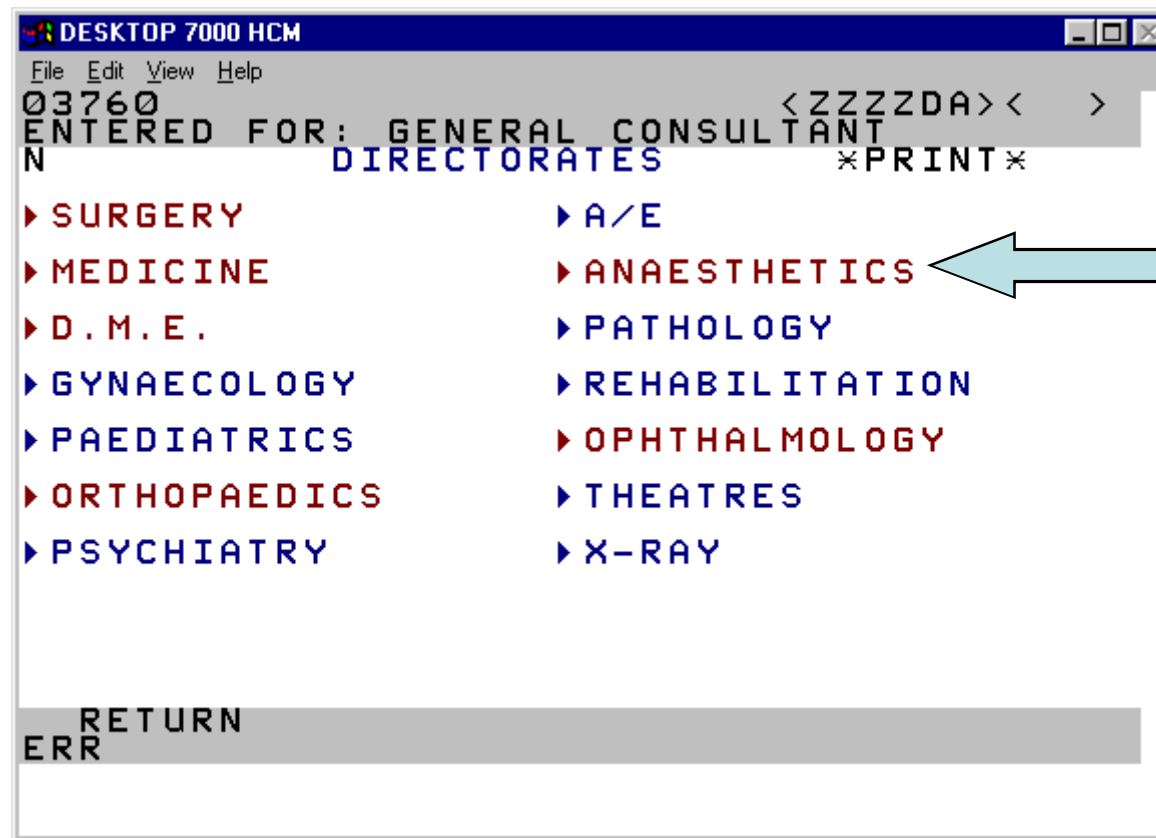 DESKTOP 7000 HCM
File Edit View Help
03760 <ZZZZDA>< >
ENTERED FOR: GENERAL CONSULTANT
N DIRECTORATES *PRINT*
SURGERY A/E
MEDICINE ANAESTHETICS
D.M.E. PATHOLOGY
GYNAECOLOGY REHABILITATION
PAEDIATRICS OPHTHALMOLOGY
ORTHOPAEDICS THEATRES
PSYCHIATRY X-RAY
RETURN
ERR